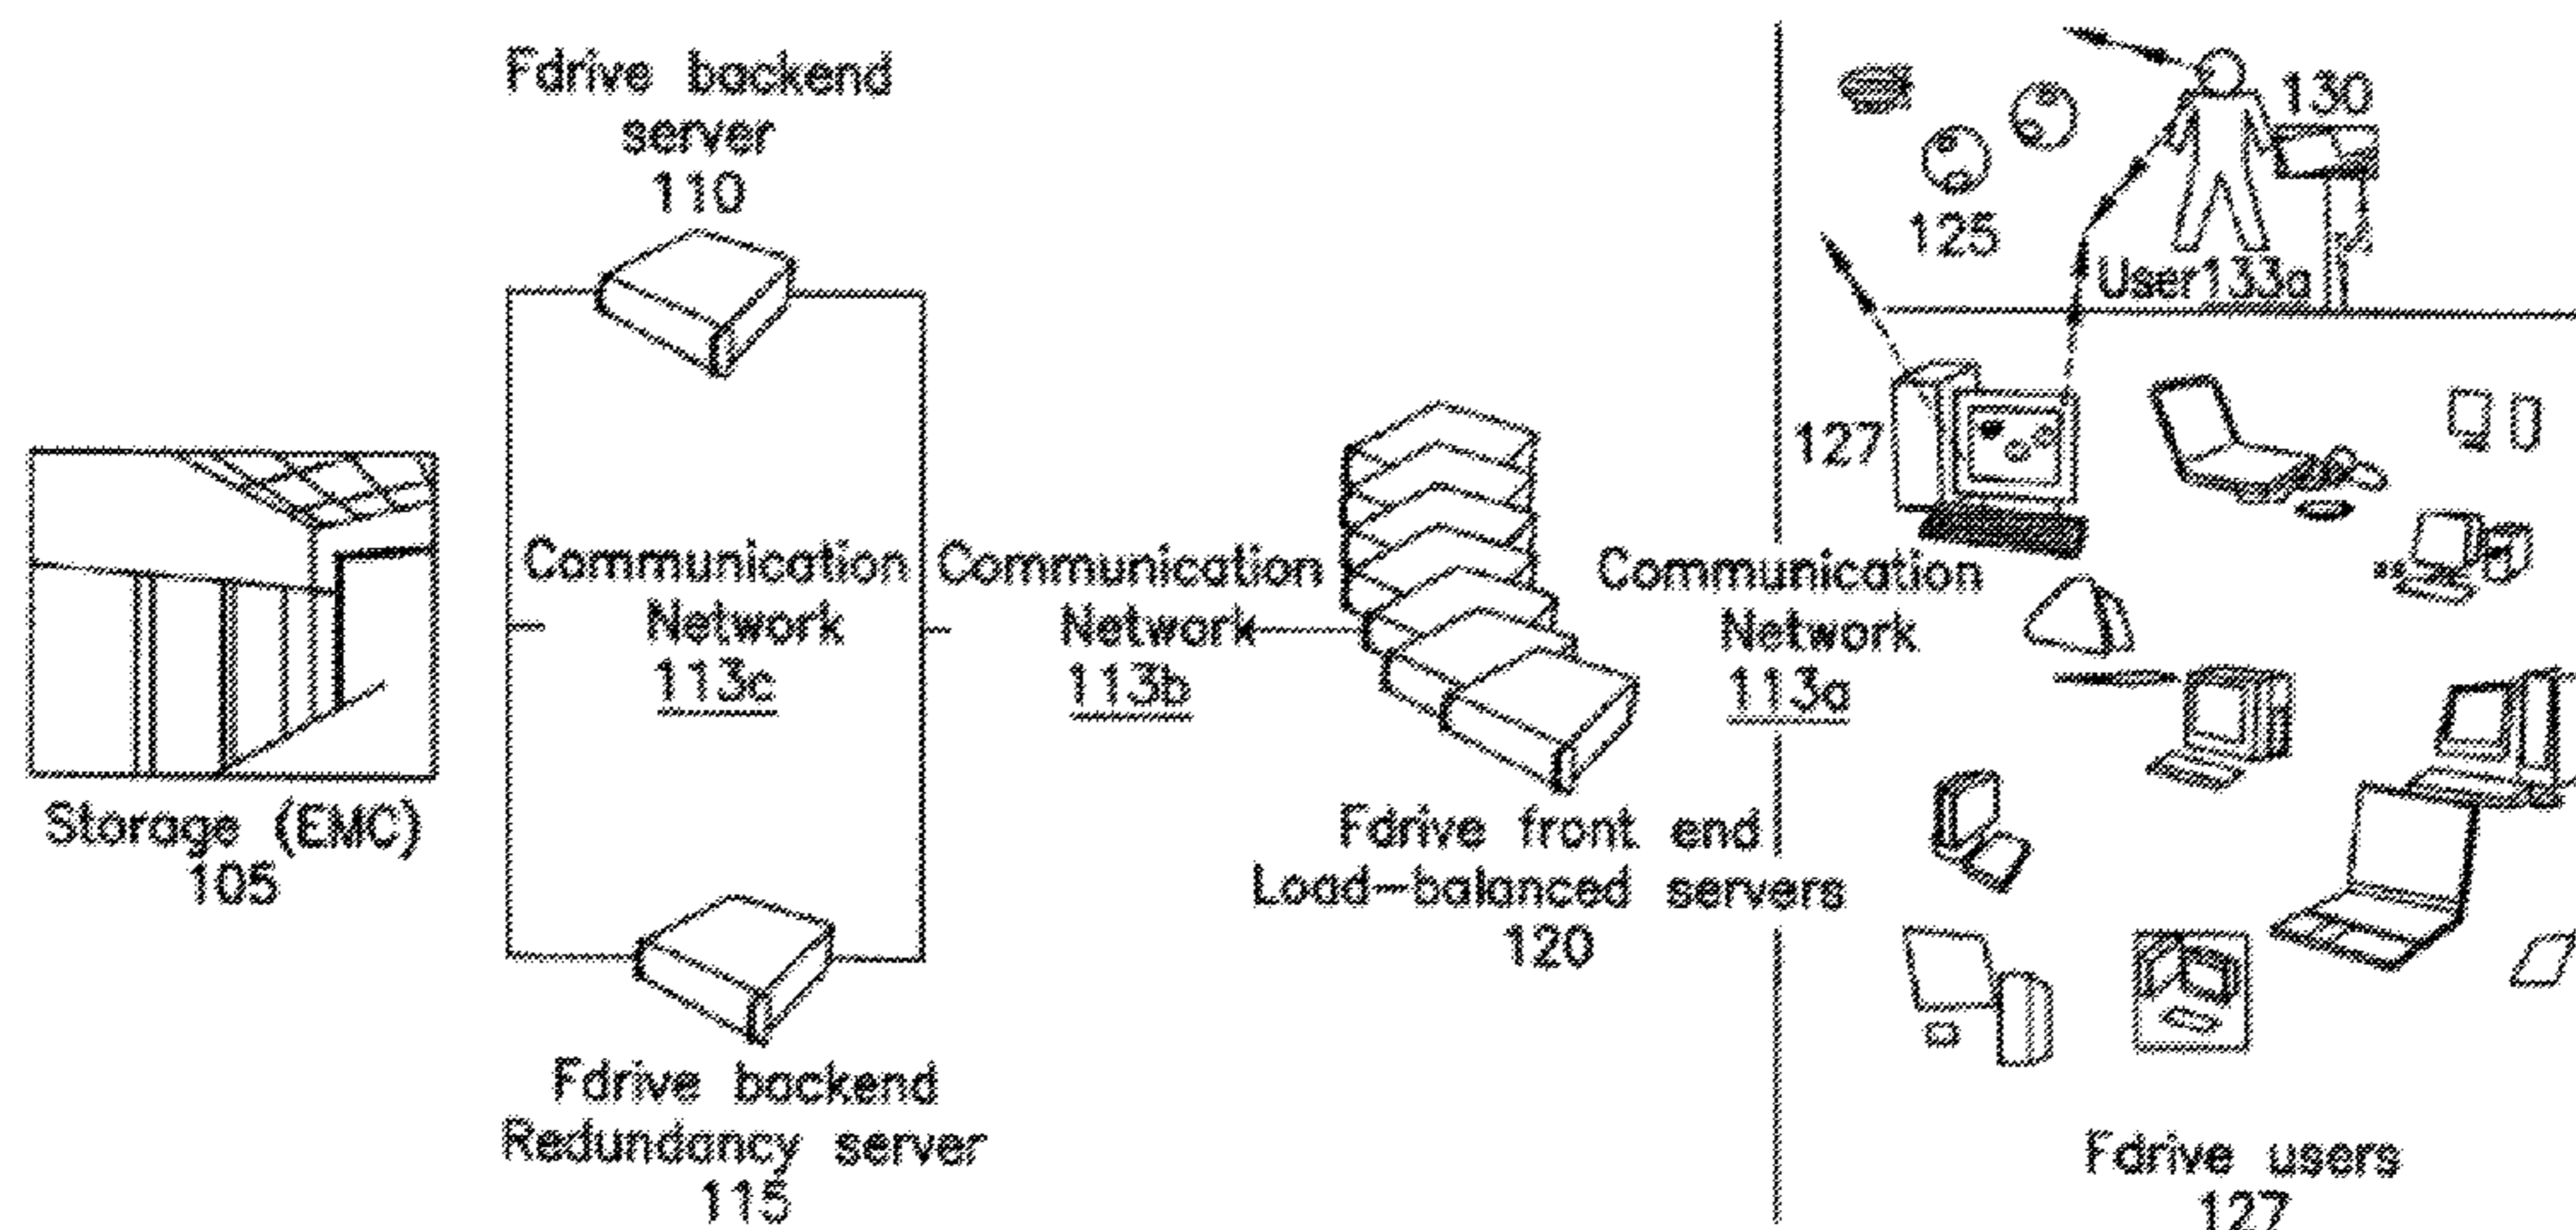 Fdrive backend
server
110
130
125
User133a
127
Communication
Network
113c
Communication
Network
113b
Communication
Network
113a
Storage (EMC)
105
Fdrive front end
Load-balanced servers
120
Fdrive backend
Redundancy server
115
Fdrive users
127